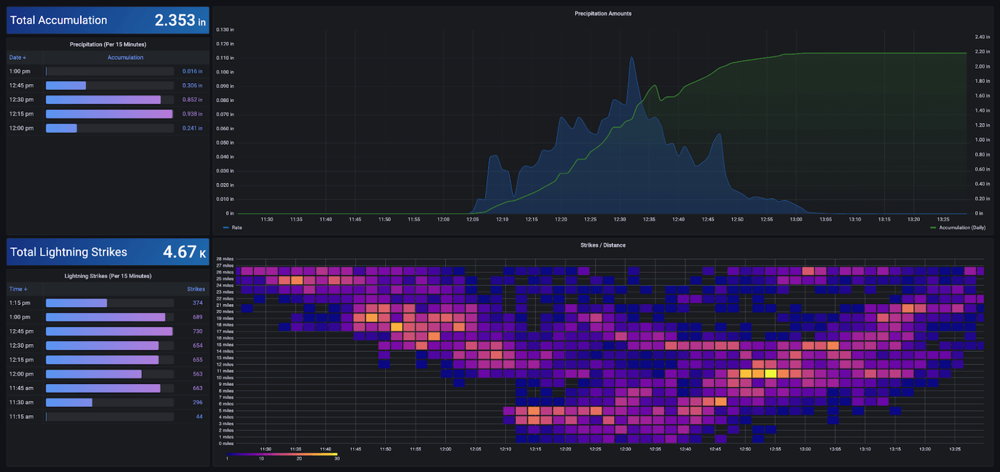 Total Accumulation 2.353 in
Precipitation (Per 15 Minutes)
Date ↓ Accumulation
1:00 pm 0.016 in
12:45 pm 0.306 in
12:30 pm 0.852 in
12:15 pm 0.938 in
12:00 pm 0.241 in
Precipitation Amounts
0.130 in
0.120 in
0.110 in
0.100 in
0.090 in
0.080 in
0.070 in
0.060 in
0.050 in
0.040 in
0.030 in
0.020 in
0.010 in
0 in
2.40 in
2.20 in
2.00 in
1.80 in
1.60 in
1.40 in
1.20 in
1.00 in
0.80 in
0.60 in
0.40 in
0.20 in
0 in
11:30 11:35 11:40 11:45 11:50 11:55 12:00 12:05 12:10 12:15 12:20 12:25 12:30 12:35 12:40 12:45 12:50 12:55 13:00 13:05 13:10 13:15 13:20 13:25
Rate Accumulation (Daily)
Total Lightning Strikes 4.67 K
Lightning Strikes (Per 15 Minutes)
Time ↓ Strikes
1:15 pm 374
1:00 pm 689
12:45 pm 730
12:30 pm 654
12:15 pm 655
12:00 pm 563
11:45 am 663
11:30 am 296
11:15 am 44
Strikes / Distance
28 miles
27 miles
26 miles
25 miles
24 miles
23 miles
22 miles
21 miles
20 miles
19 miles
18 miles
17 miles
16 miles
15 miles
14 miles
13 miles
12 miles
11 miles
10 miles
9 miles
8 miles
7 miles
6 miles
5 miles
4 miles
3 miles
2 miles
1 miles
0 miles
11:30 11:35 11:40 11:45 11:50 11:55 12:00 12:05 12:10 12:15 12:20 12:25 12:30 12:35 12:40 12:45 12:50 12:55 13:00 13:05 13:10 13:15 13:20 13:25
1 10 20 30